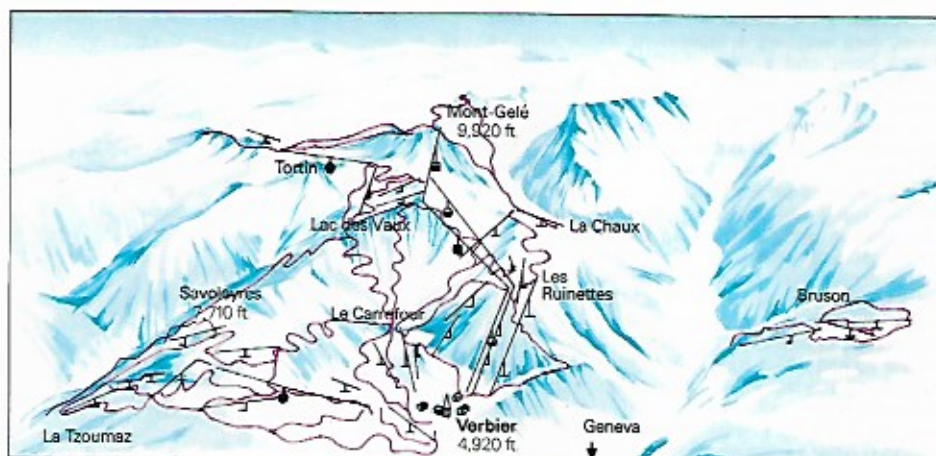 Mont-Gelé
9,920 ft.
Tortin
Lac des Vaux
La Chaux
Les
Ruinettes
Savoleyres
7,710 ft
Le Carrefour
Bruson
La Tzoumaz
Verbier
4,920 ft.
Geneva